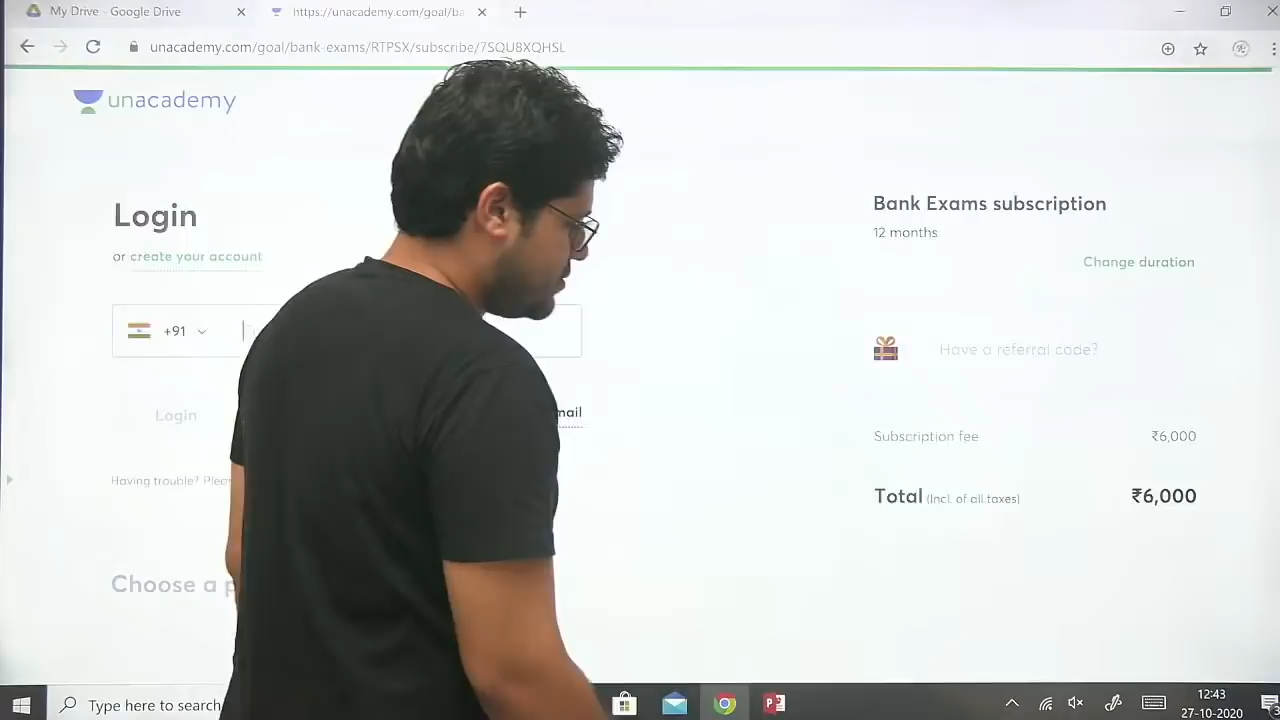 My Drive - Google Drive
https://unacademy.com/goal/ba
unacademy.com/goal/bank-exams/RTPSX/subscribe/7SQU8XQHSL
unacademy
Login
or create your account
+91
Login
Having trouble?
Choose a
Bank Exams subscription
12 months
Change duration
Have a referral code?
Subscription fee ₹6,000
Total (Incl. of all taxes) ₹6,000
Type here to search
12:43
27-10-2020